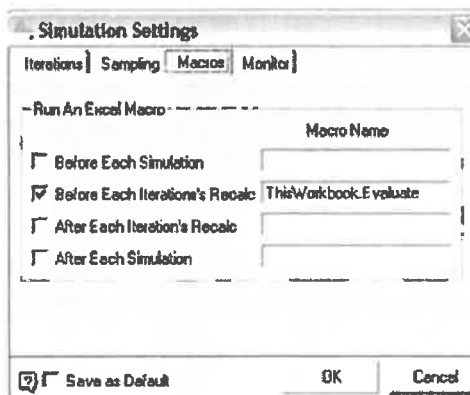 Simulation Settings
Iterations Sampling Macros Monitor
Run An Excel Macro
Macro Name
Before Each Simulation
Before Each Iterations's Recalc ThisWorkbook.Evaluate
After Each Iteration's Recalc
After Each Simulation
Save as Default OK Cancel